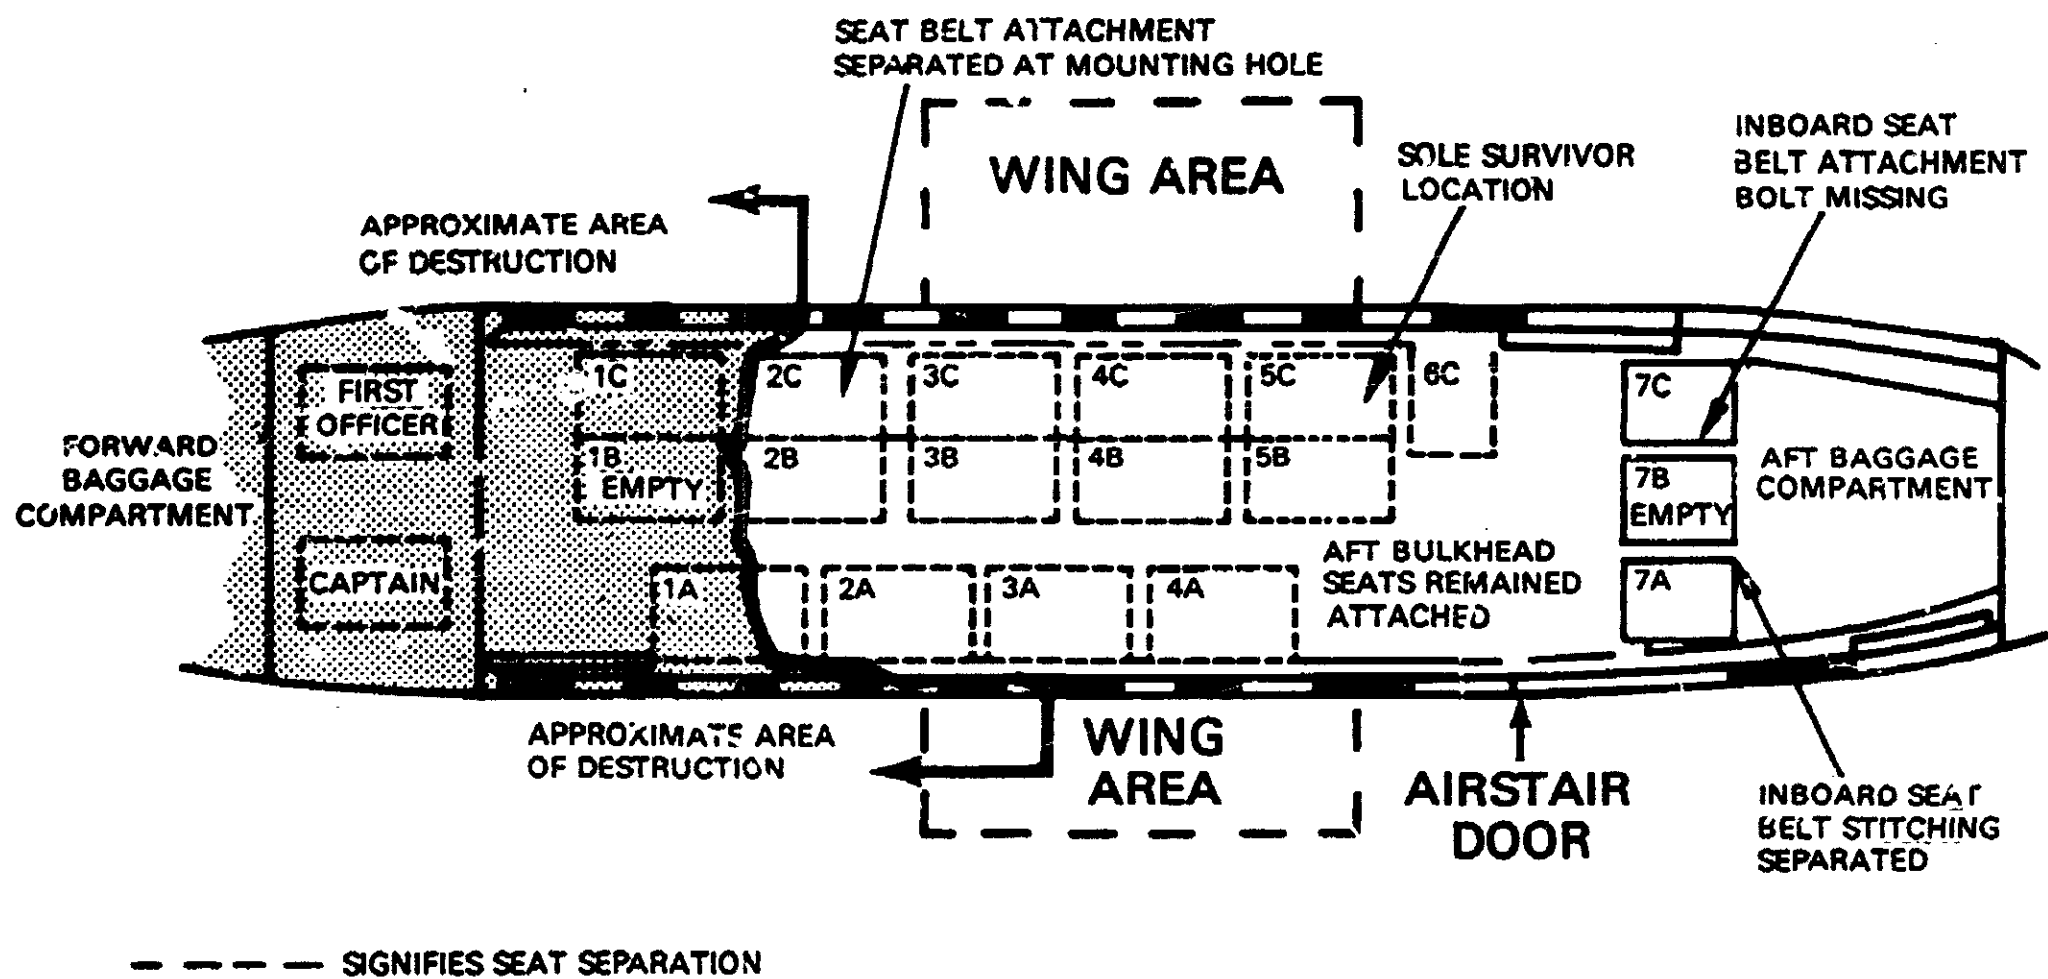 SEAT BELT ATTACHMENT
SEPARATED AT MOUNTING HOLE
WING AREA
SOLE SURVIVOR
LOCATION
INBOARD SEAT
BELT ATTACHMENT
BOLT MISSING
APPROXIMATE AREA
OF DESTRUCTION
FORWARD
BAGGAGE
COMPARTMENT
FIRST
OFFICER
CAPTAIN
1C
2C
3C
4C
5C
6C
7C
1B
EMPTY
2B
3B
4B
5B
7B
EMPTY
AFT BAGGAGE
COMPARTMENT
1A
2A
3A
4A
AFT BULKHEAD
SEATS REMAINED
ATTACHED
7A
APPROXIMATE AREA
OF DESTRUCTION
WING
AREA
AIRSTAIR
DOOR
INBOARD SEAT
BELT STITCHING
SEPARATED
SIGNIFIES SEAT SEPARATION